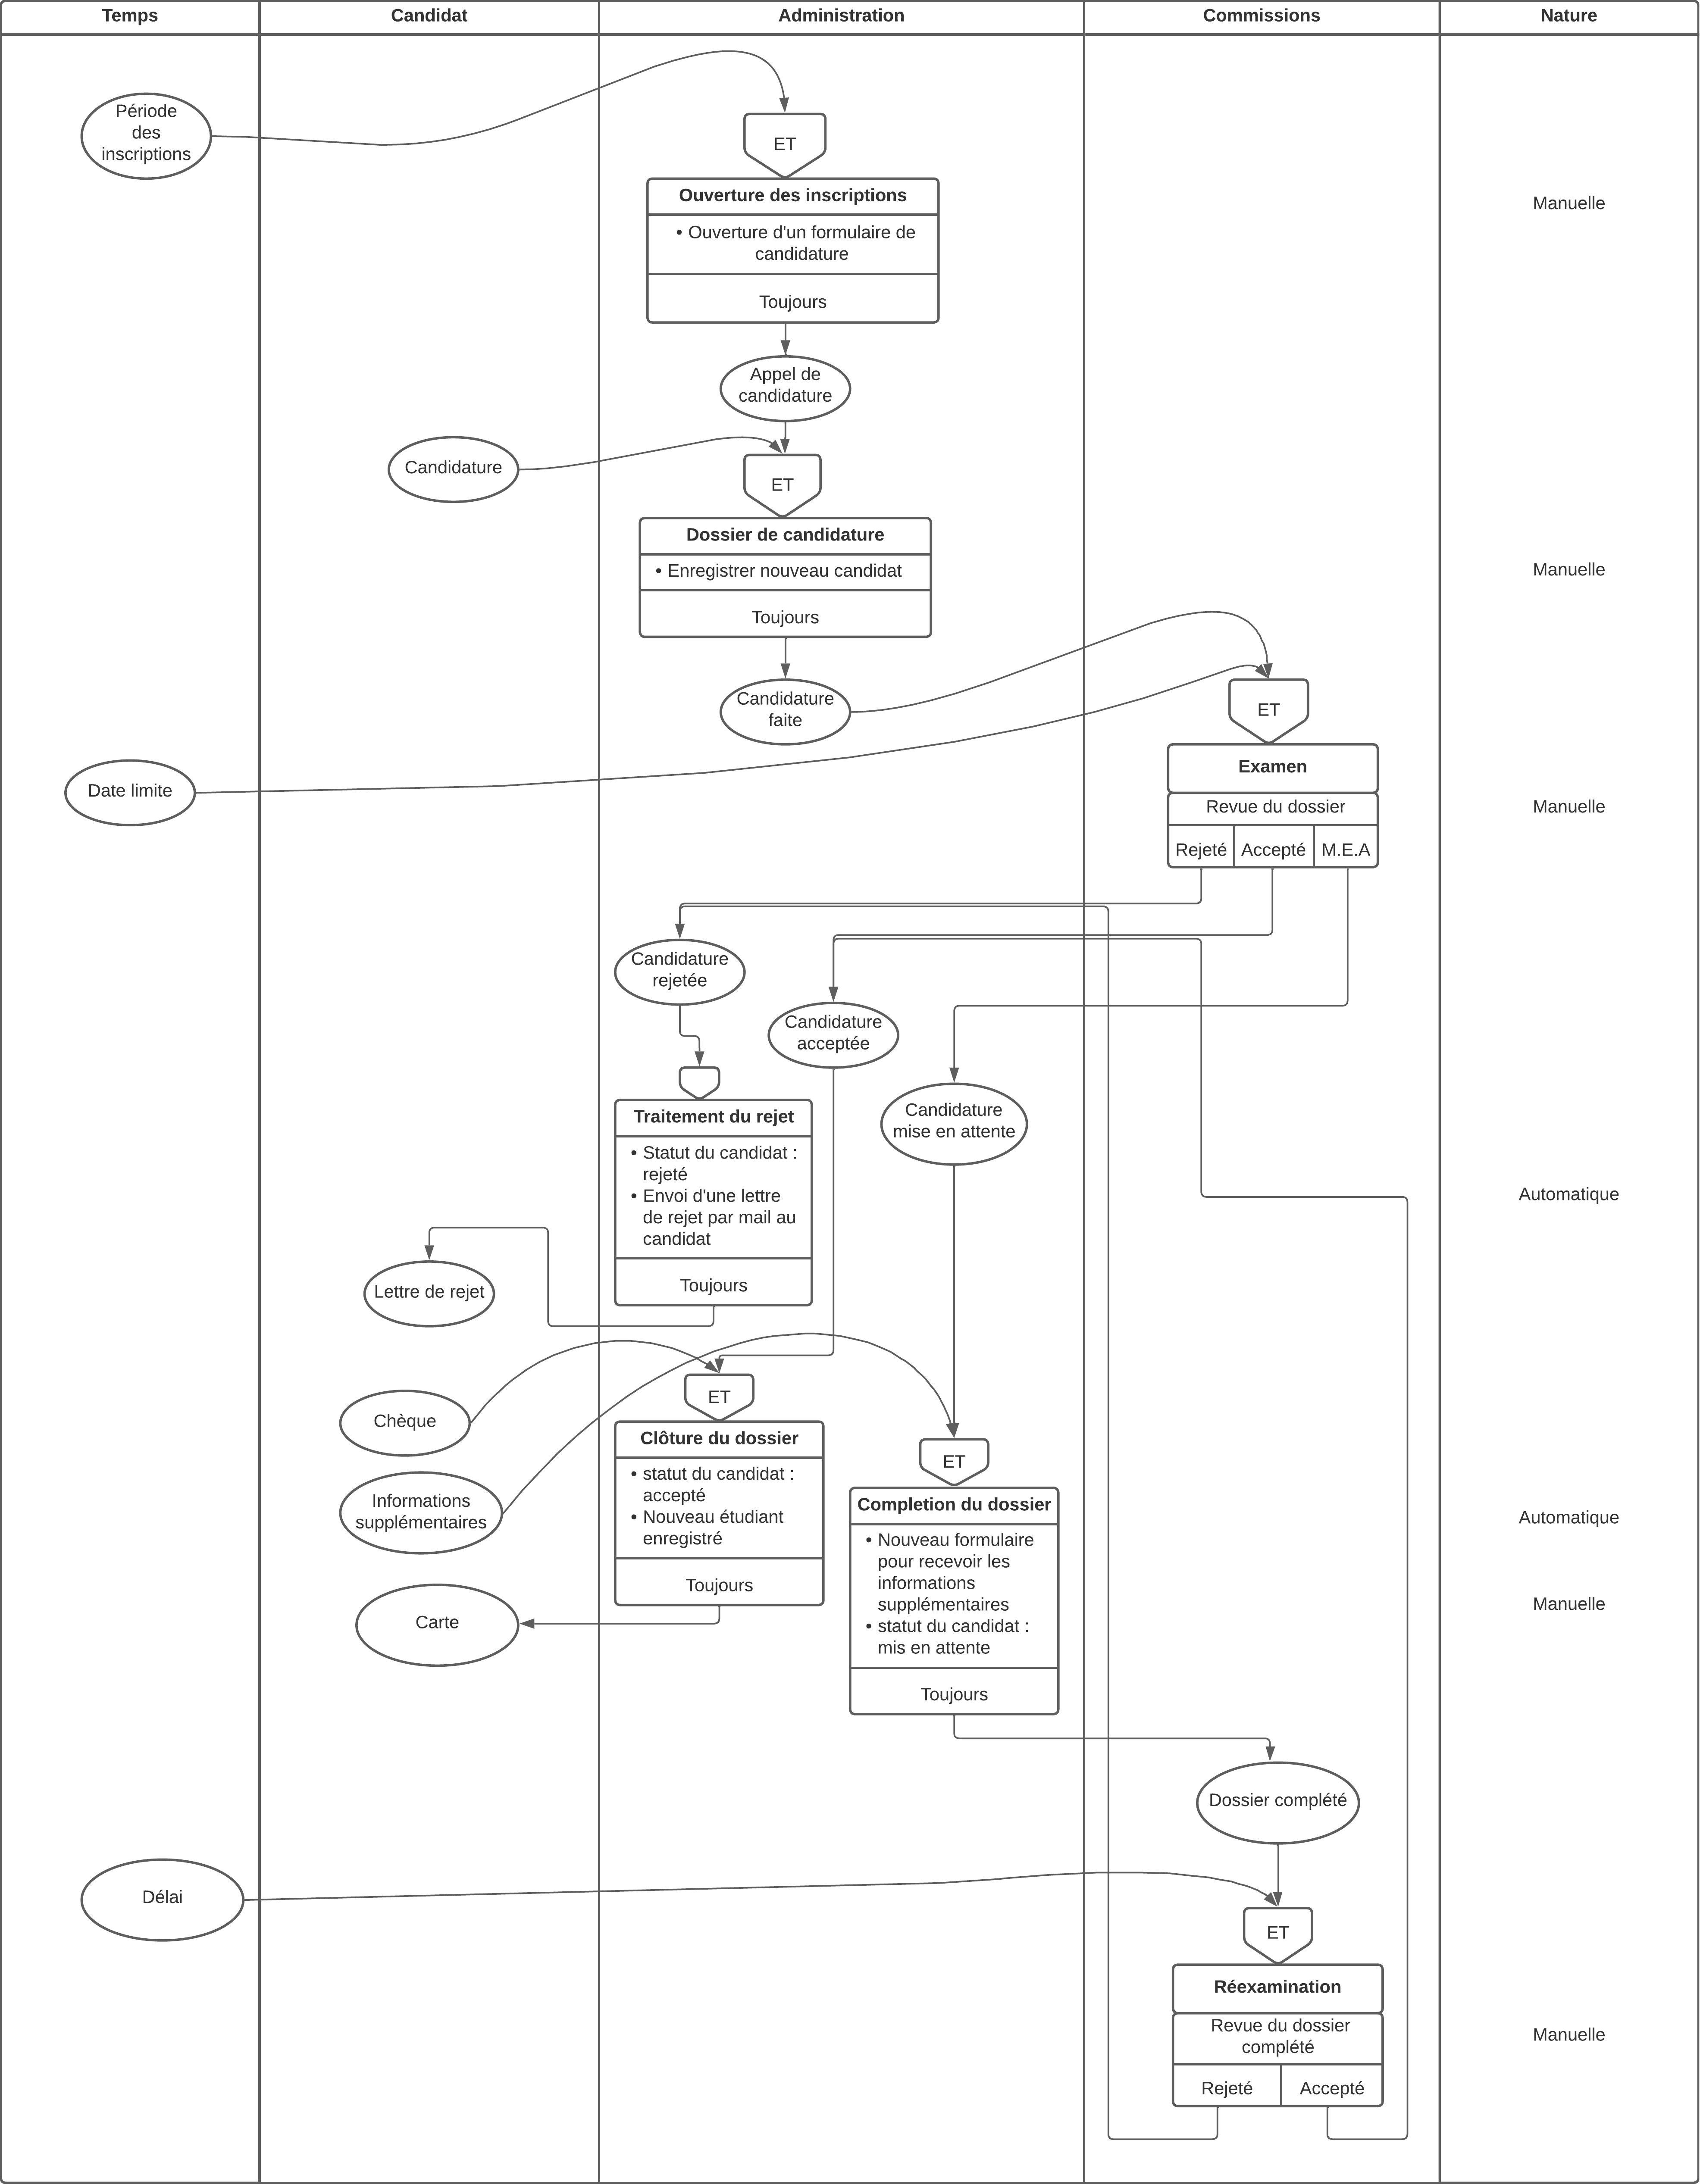 Temps
Candidat
Administration
Commissions
Nature
Période
des
inscriptions
ET
Ouverture des inscriptions
• Ouverture d'un formulaire de
candidature
Toujours
Manuelle
Appel de
candidature
Candidature
ET
Dossier de candidature
• Enregistrer nouveau candidat
Toujours
Manuelle
Candidature
faite
ET
Date limite
Examen
Revue du dossier
Rejeté
Accepté
M.E.A
Manuelle
Candidature
rejetée
Candidature
acceptée
Candidature
mise en attente
Traitement du rejet
• Statut du candidat :
rejeté
• Envoi d'une lettre
de rejet par mail au
candidat
Toujours
Automatique
Lettre de rejet
Chèque
ET
Clôture du dossier
• statut du candidat :
accepté
• Nouveau étudiant
enregistré
Toujours
Informations
supplémentaires
Carte
ET
Completion du dossier
• Nouveau formulaire
pour recevoir les
informations
supplémentaires
• statut du candidat :
mis en attente
Toujours
Automatique
Manuelle
Dossier complété
Délai
ET
Réexamination
Revue du dossier
complété
Rejeté
Accepté
Manuelle